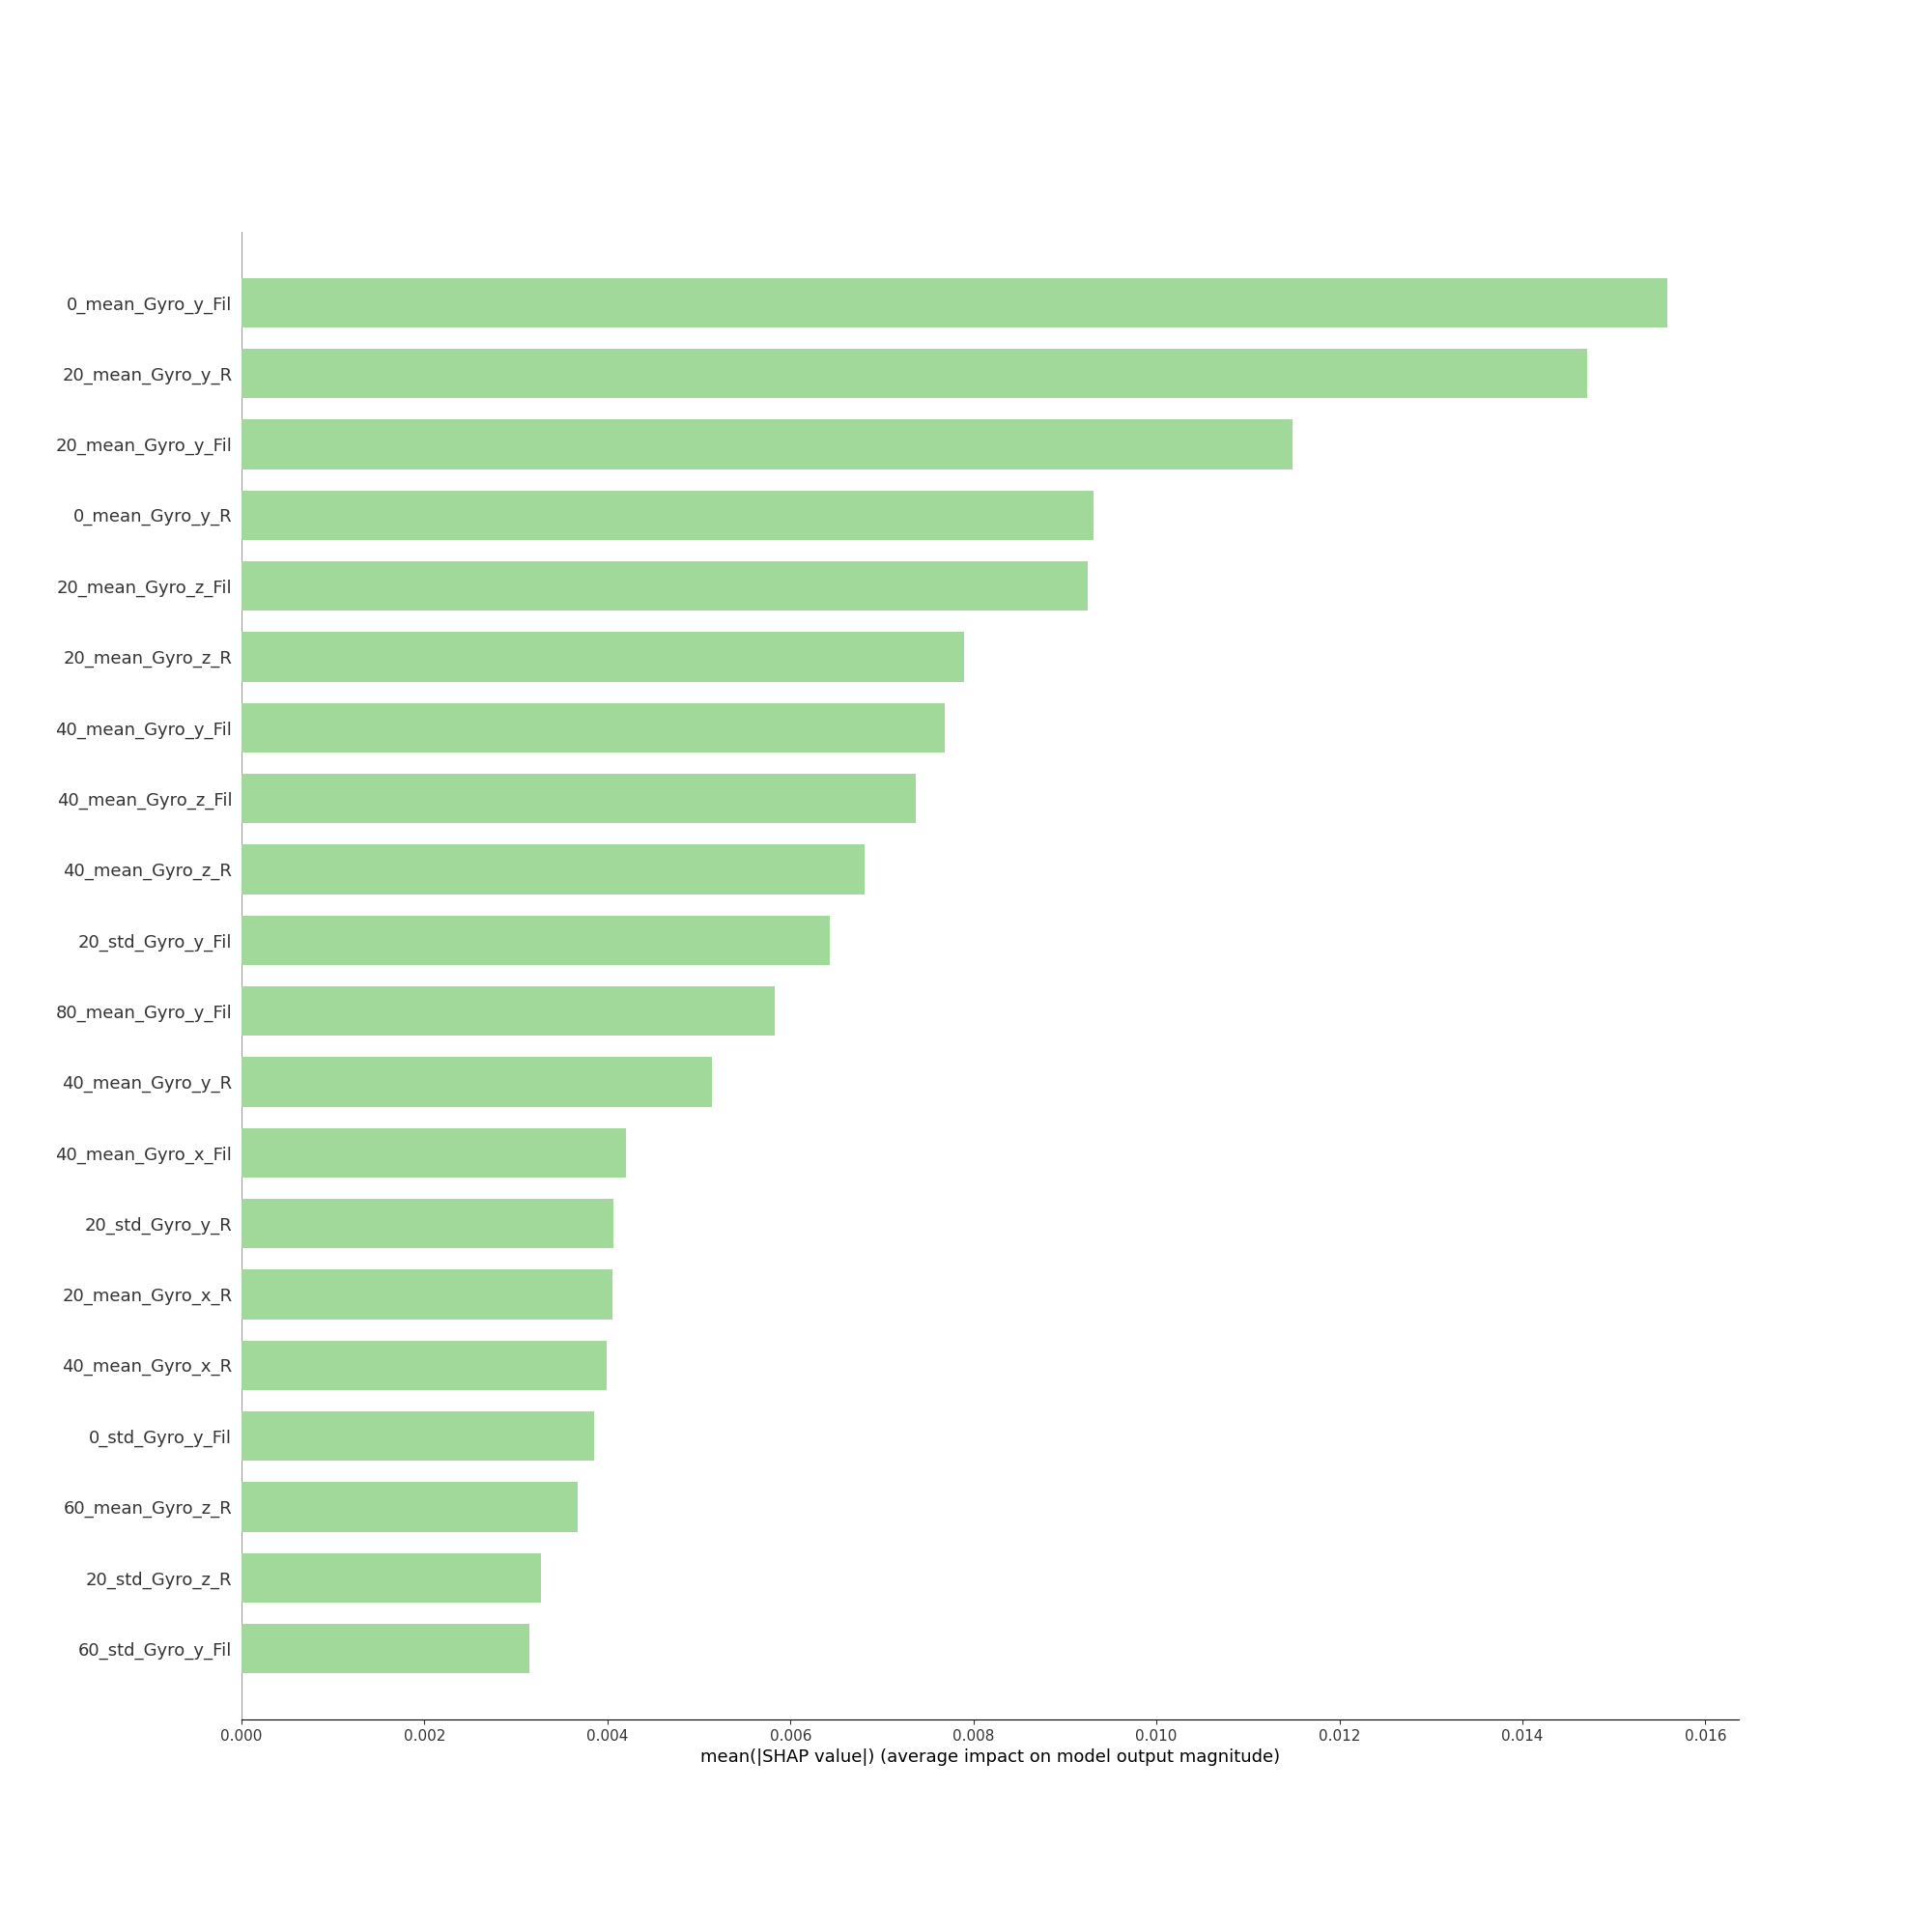 0_mean_Gyro_y_Fil
20_mean_Gyro_y_R
20_mean_Gyro_y_Fil
0_mean_Gyro_y_R
20_mean_Gyro_z_Fil
20_mean_Gyro_z_R
40_mean_Gyro_y_Fil
40_mean_Gyro_z_Fil
40_mean_Gyro_z_R
20_std_Gyro_y_Fil
80_mean_Gyro_y_Fil
40_mean_Gyro_y_R
40_mean_Gyro_x_Fil
20_std_Gyro_y_R
20_mean_Gyro_x_R
40_mean_Gyro_x_R
0_std_Gyro_y_Fil
60_mean_Gyro_z_R
20_std_Gyro_z_R
60_std_Gyro_y_Fil
0.000 0.002 0.004 0.006 0.008 0.010 0.012 0.014 0.016
mean(|SHAP value|) (average impact on model output magnitude)